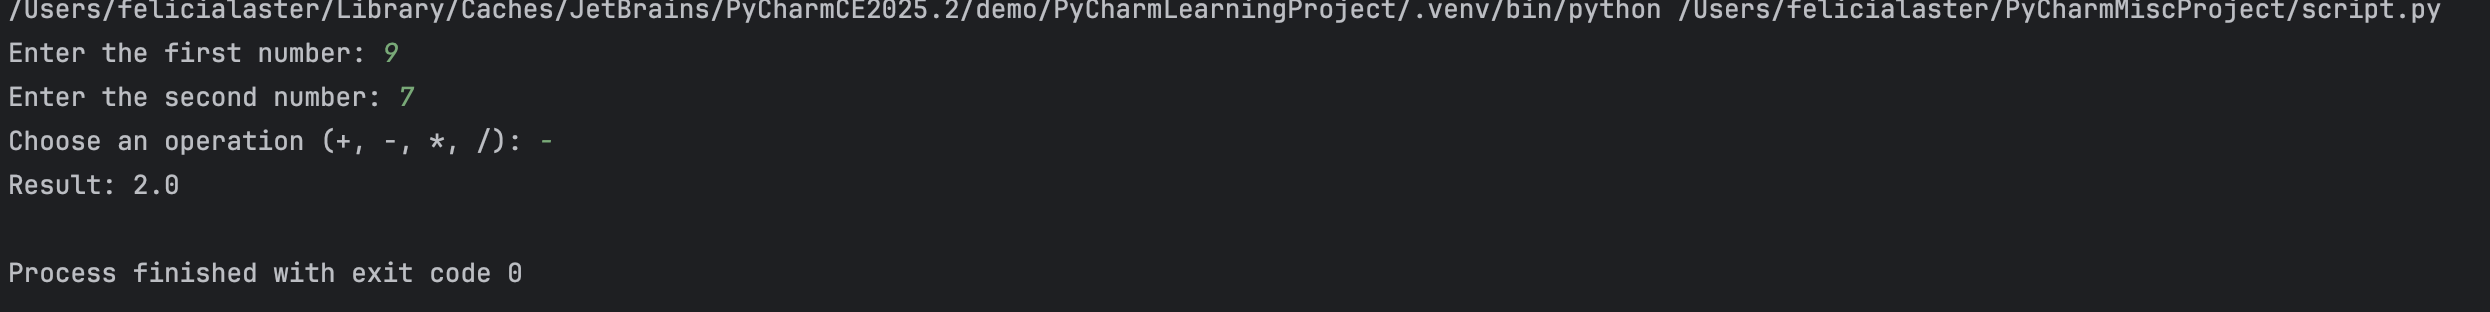 /Users/felicialaster/Library/Caches/JetBrains/PyCharmCE2025.2/demo/PyCharmLearningProject/.venv/bin/python /Users/felicialaster/PyCharmMiscProject/script.py
Enter the first number: 9
Enter the second number: 7
Choose an operation (+, -, *, /): -
Result: 2.0
Process finished with exit code 0